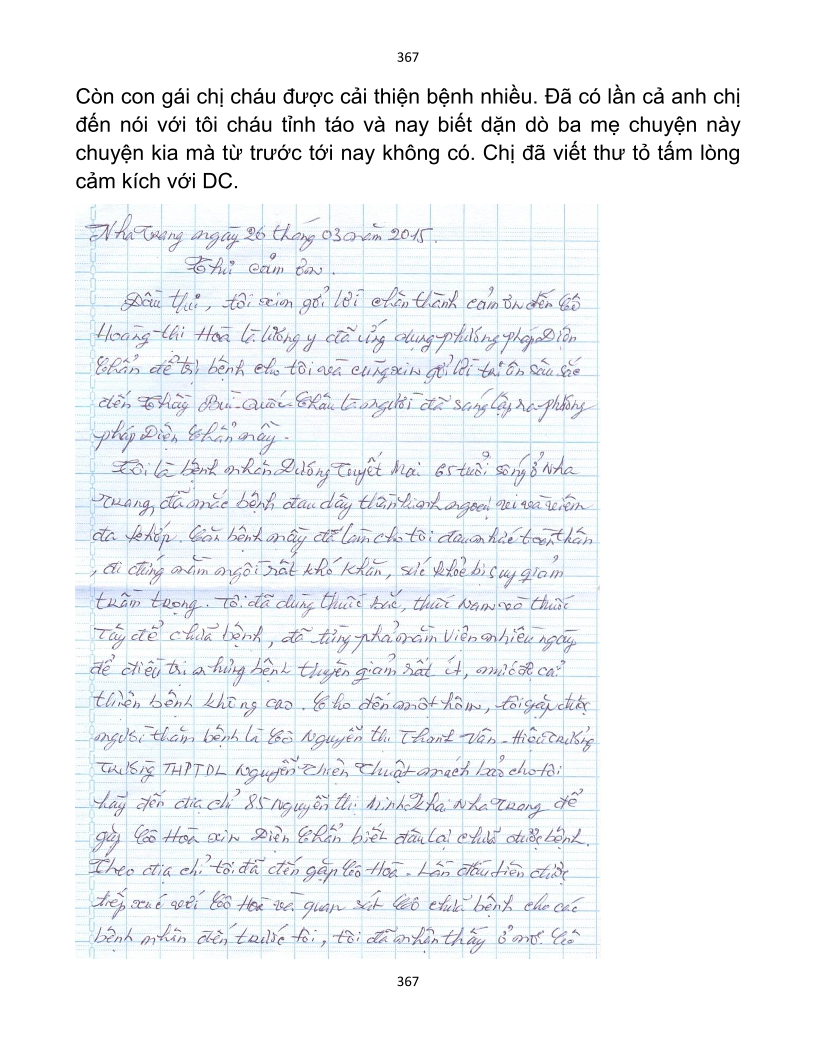 367
Còn con gái chị cháu được cải thiện bệnh nhiều. Đã có lần cả anh chị
đến nói với tôi cháu tỉnh táo và nay biết dặn dò ba mẹ chuyện này
chuyện kia mà từ trước tới nay không có. Chị đã viết thư tỏ tấm lòng
cảm kích với DC.
Nha Trang ngày 26 tháng 03 năm 2015.
Thư cảm ơn.
Đầu thư, tôi xin gởi lời chân thành cảm ơn đến Cô
Hoàng thị Hoà là lương y đã ứng dụng phương pháp Diện
Chẩn để trị bệnh cho tôi và cũng xin gởi lời tri ân sâu sắc
đến Thầy Bùi Quốc Châu là người đã sáng lập ra phương
pháp Diện Chẩn này.
Tôi là bệnh nhân Dương Tuyết Mai 65 tuổi sống ở Nha
Trang, đã mắc bệnh đau dây thần kinh ngoại vi và viêm
đa khớp. Căn bệnh nầy đã làm cho tôi đau nhức toàn thân
, đi đứng nằm ngồi rất khó khăn, sức khỏe bị suy giảm
trầm trọng. Tôi đã dùng thuốc bắc, thuốc Nam và thuốc
Tây để chữa bệnh, đã từng phải nằm viện nhiều ngày
để điều trị nhưng bệnh thuyên giảm rất ít, mức độ cải
thiện bệnh không cao. Cho đến một hôm, tôi gặp được
người thăm bệnh là Cô Nguyễn thị Thanh Vân - Hiệu trưởng
trường THPTDL Nguyễn Thiện Thuật mách bảo cho tôi
hãy đến địa chỉ 85 Nguyễn thị Minh Khai Nha Trang để
gặp Cô Hoà xin Diện Chẩn biết đâu lại chữa được bệnh.
Theo địa chỉ tôi đã đến gặp Cô Hoà. Lần đầu tiên được
tiếp xúc với Cô Hoà và quan sát Cô chữa bệnh cho các
bệnh nhân đến trước tôi, tôi đã nhận thấy ở nơi Cô
367